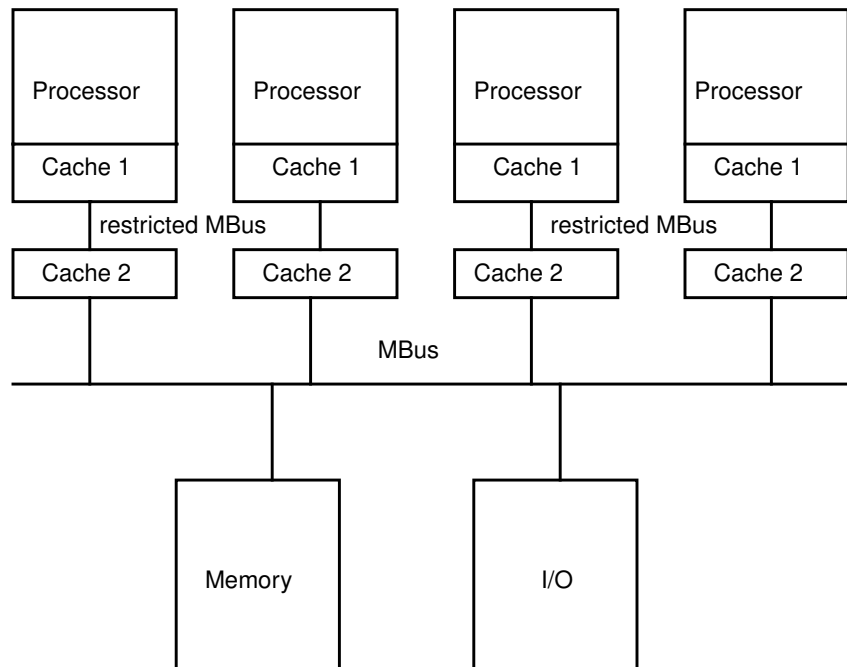 Processor
Processor
Processor
Processor
Cache 1
Cache 1
Cache 1
Cache 1
restricted MBus
restricted MBus
Cache 2
Cache 2
Cache 2
Cache 2
MBus
Memory
I/O